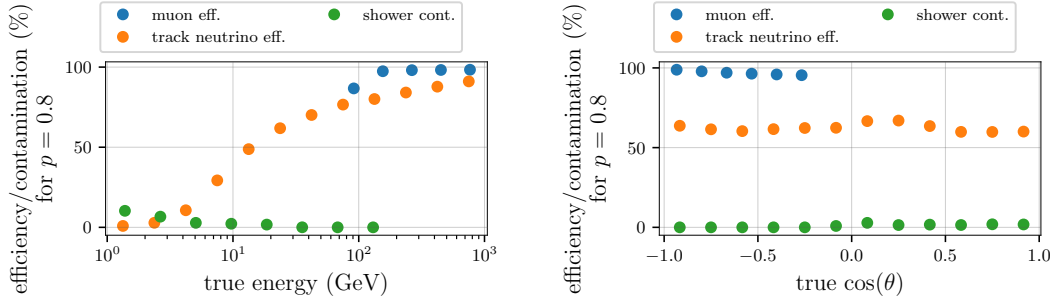 muon eff.
shower cont.
track neutrino eff.
efficiency/contamination (%)
for p = 0.8
100
50
0
10⁰
10¹
10²
10³
true energy (GeV)
muon eff.
shower cont.
track neutrino eff.
efficiency/contamination (%)
for p = 0.8
100
50
0
−1.0
−0.5
0.0
0.5
1.0
true cos(θ)